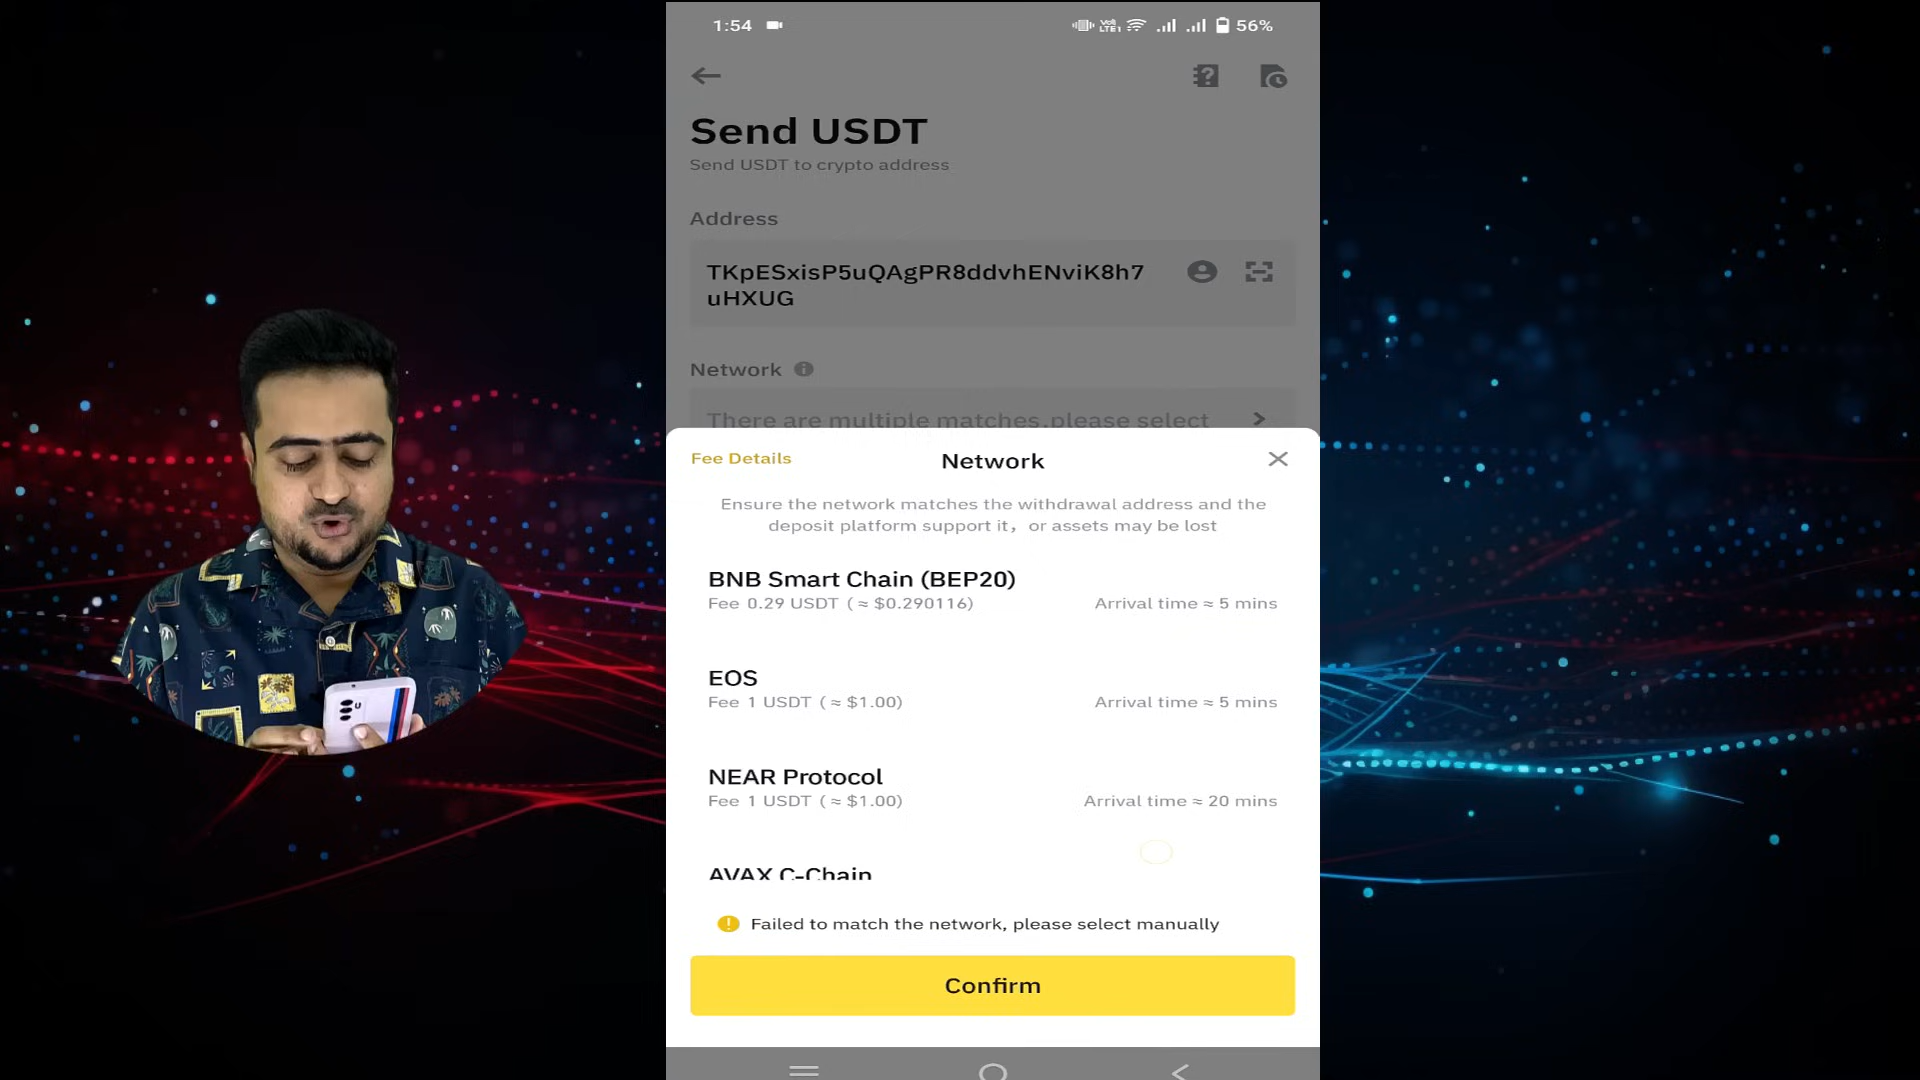 1:54
Vo)) LTE1
56%
Send USDT
Send USDT to crypto address
Address
TKpESxisP5uQAgPR8ddvhENviK8h7
uHXUG
Network
There are multiple matches,please select
Fee Details
Network
Ensure the network matches the withdrawal address and the
deposit platform support it, or assets may be lost
BNB Smart Chain (BEP20)
Fee 0.29 USDT (≈ $0.290116)
Arrival time ≈ 5 mins
EOS
Fee 1 USDT (≈ $1.00)
Arrival time ≈ 5 mins
NEAR Protocol
Fee 1 USDT (≈ $1.00)
Arrival time ≈ 20 mins
AVAX C-Chain
Failed to match the network, please select manually
Confirm